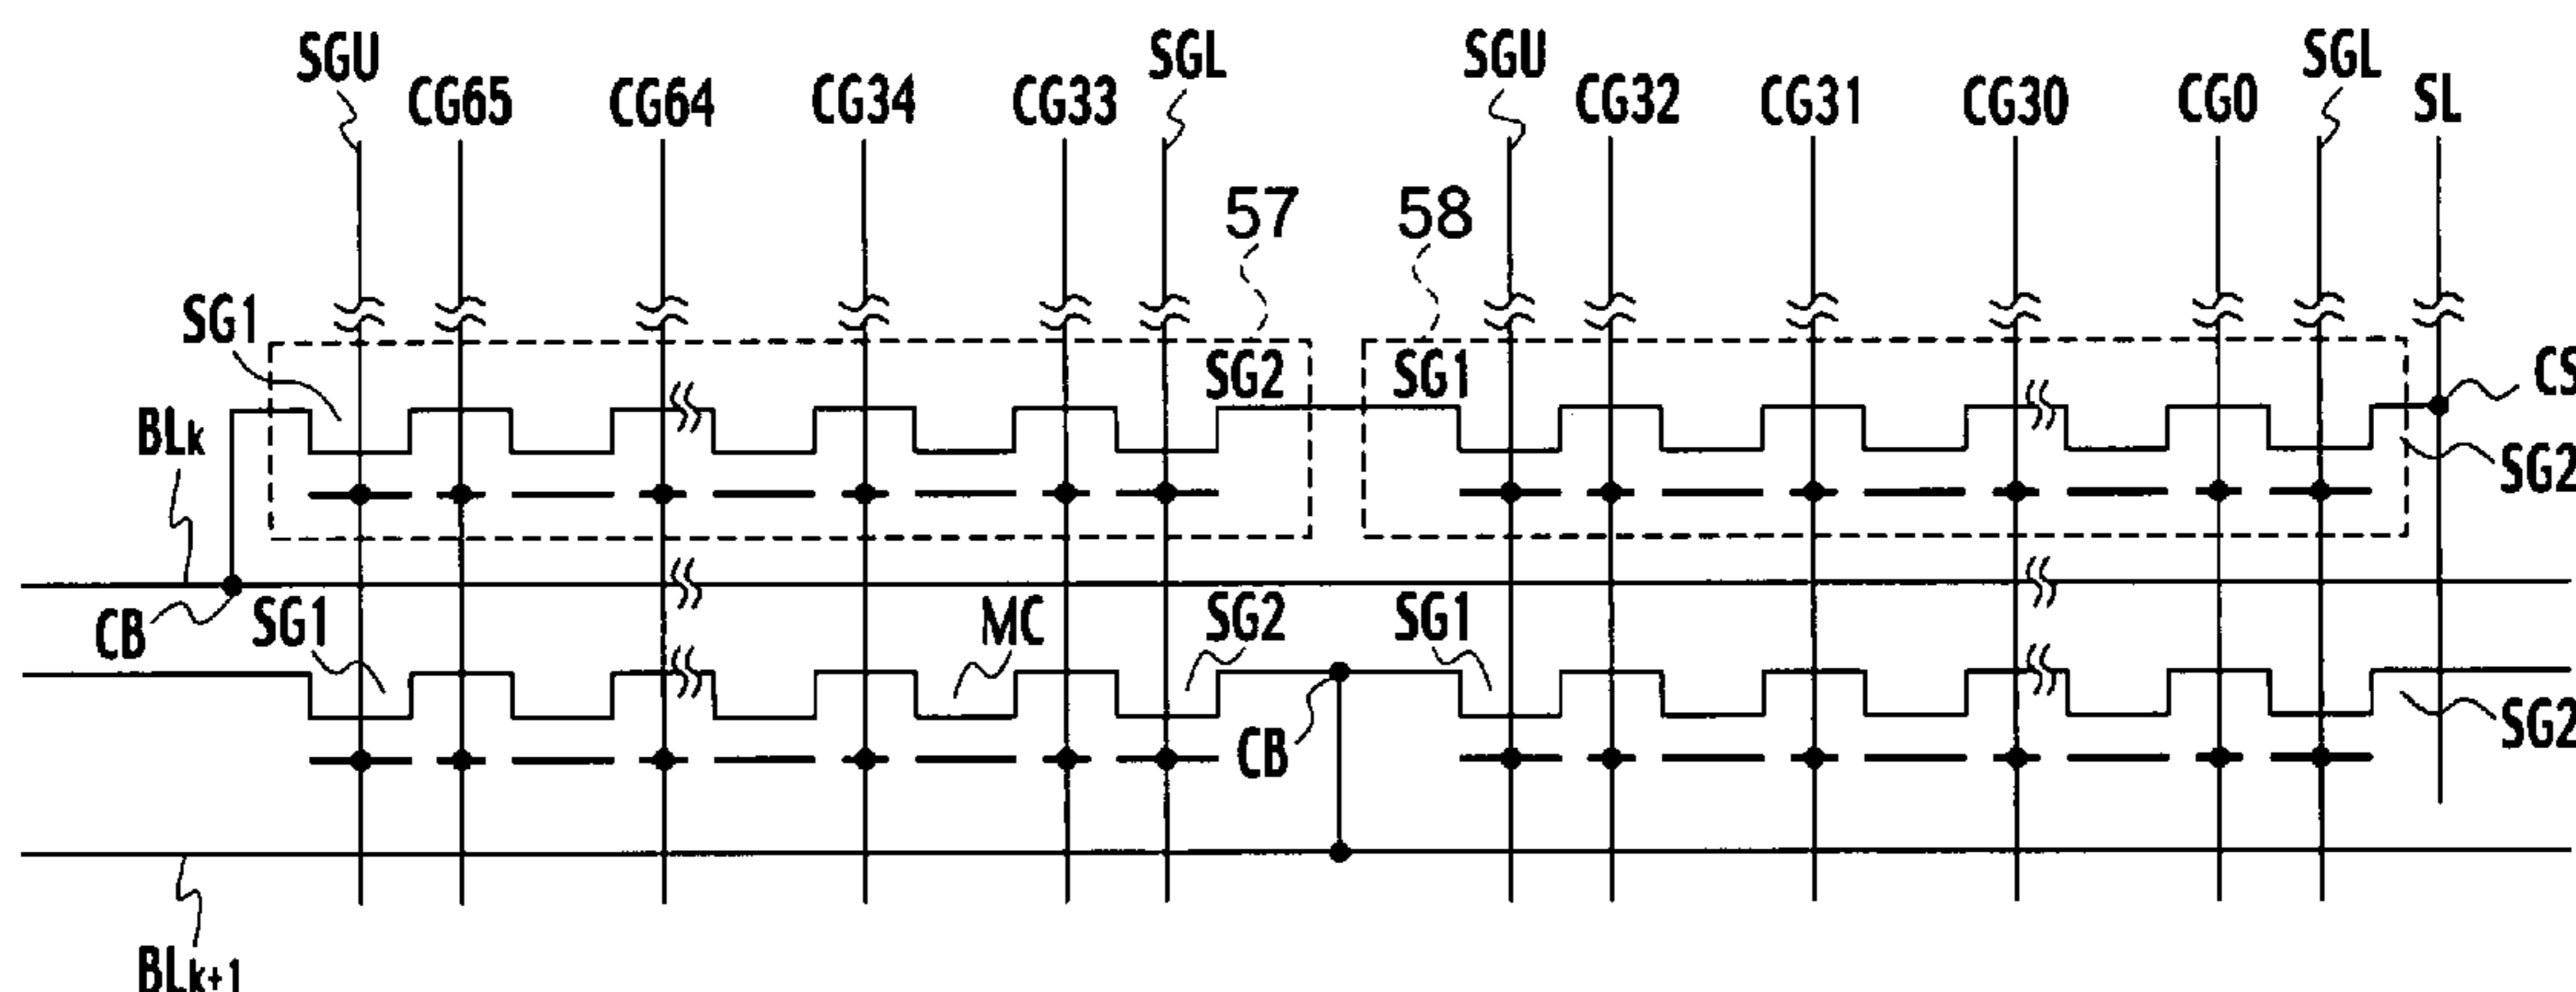 SGU CG65 CG64 CG34 CG33 SGL SGU CG32 CG31 CG30 CG0 SGL SL
57 58
SG1 SG2 SG1 CS
BLk SG2
CB SG1 MC SG2 SG1
CB SG2
BLk+1